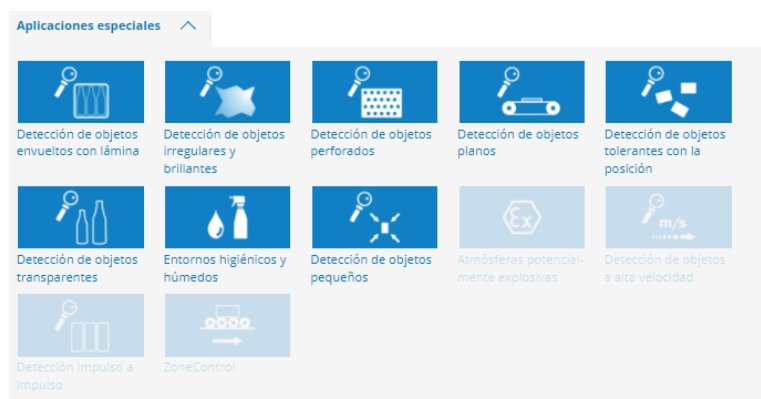 Aplicaciones especiales
Detección de objetos
envueltos con lámina
Detección de objetos
irregulares y
brillantes
Detección de objetos
perforados
Detección de objetos
planos
Detección de objetos
tolerantes con la
posición
Detección de objetos
transparentes
Entornos higiénicos y
húmedos
Detección de objetos
pequeños
Ex
Atmósferas potencial-
mente explosivas
m/s
Detección de objetos
a alta velocidad
Detección impulso a
impulso
ZoneControl